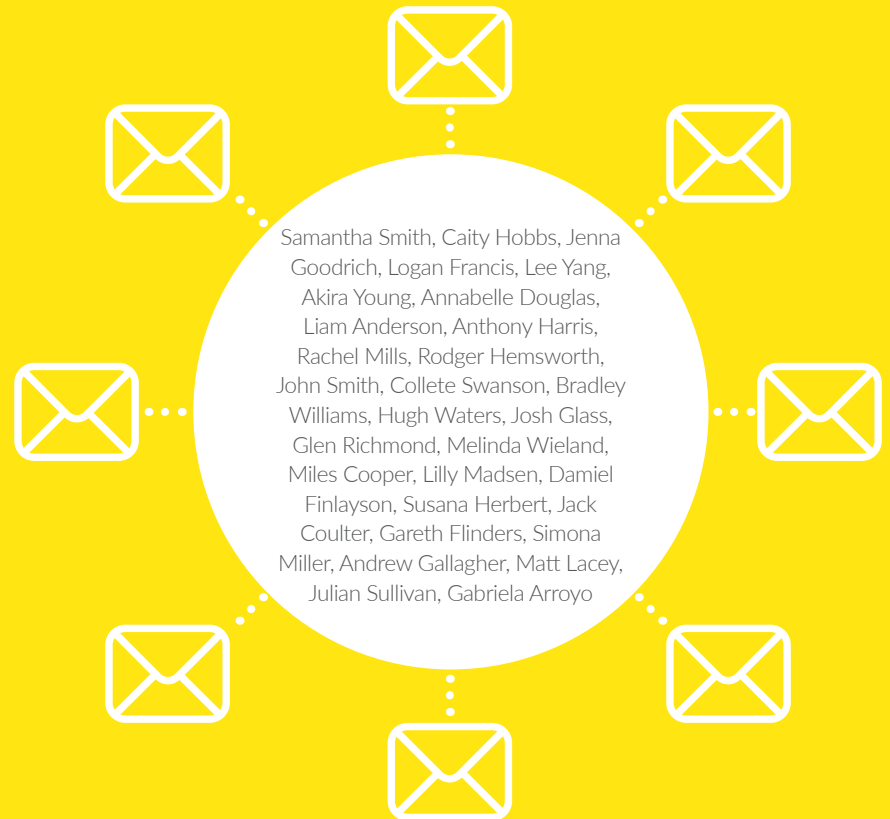 Samantha Smith, Caity Hobbs, Jenna
Goodrich, Logan Francis, Lee Yang,
Akira Young, Annabelle Douglas,
Liam Anderson, Anthony Harris,
Rachel Mills, Rodger Hemsworth,
John Smith, Collete Swanson, Bradley
Williams, Hugh Waters, Josh Glass,
Glen Richmond, Melinda Wieland,
Miles Cooper, Lilly Madsen, Damiel
Finlayson, Susana Herbert, Jack
Coulter, Gareth Flinders, Simona
Miller, Andrew Gallagher, Matt Lacey,
Julian Sullivan, Gabriela Arroyo